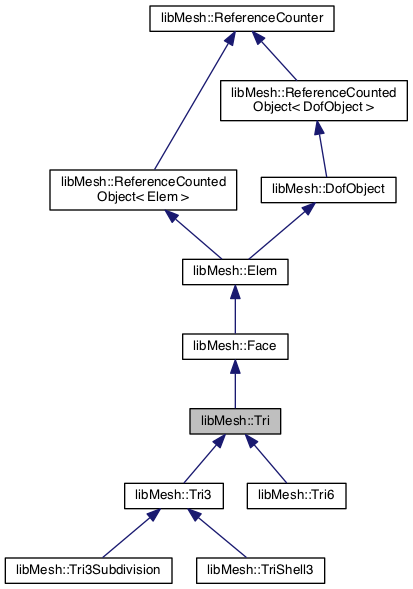 libMesh::ReferenceCounter
libMesh::ReferenceCounted
Object< DofObject >
libMesh::ReferenceCounted
Object< Elem >
libMesh::DofObject
libMesh::Elem
libMesh::Face
libMesh::Tri
libMesh::Tri3
libMesh::Tri6
libMesh::Tri3Subdivision
libMesh::TriShell3